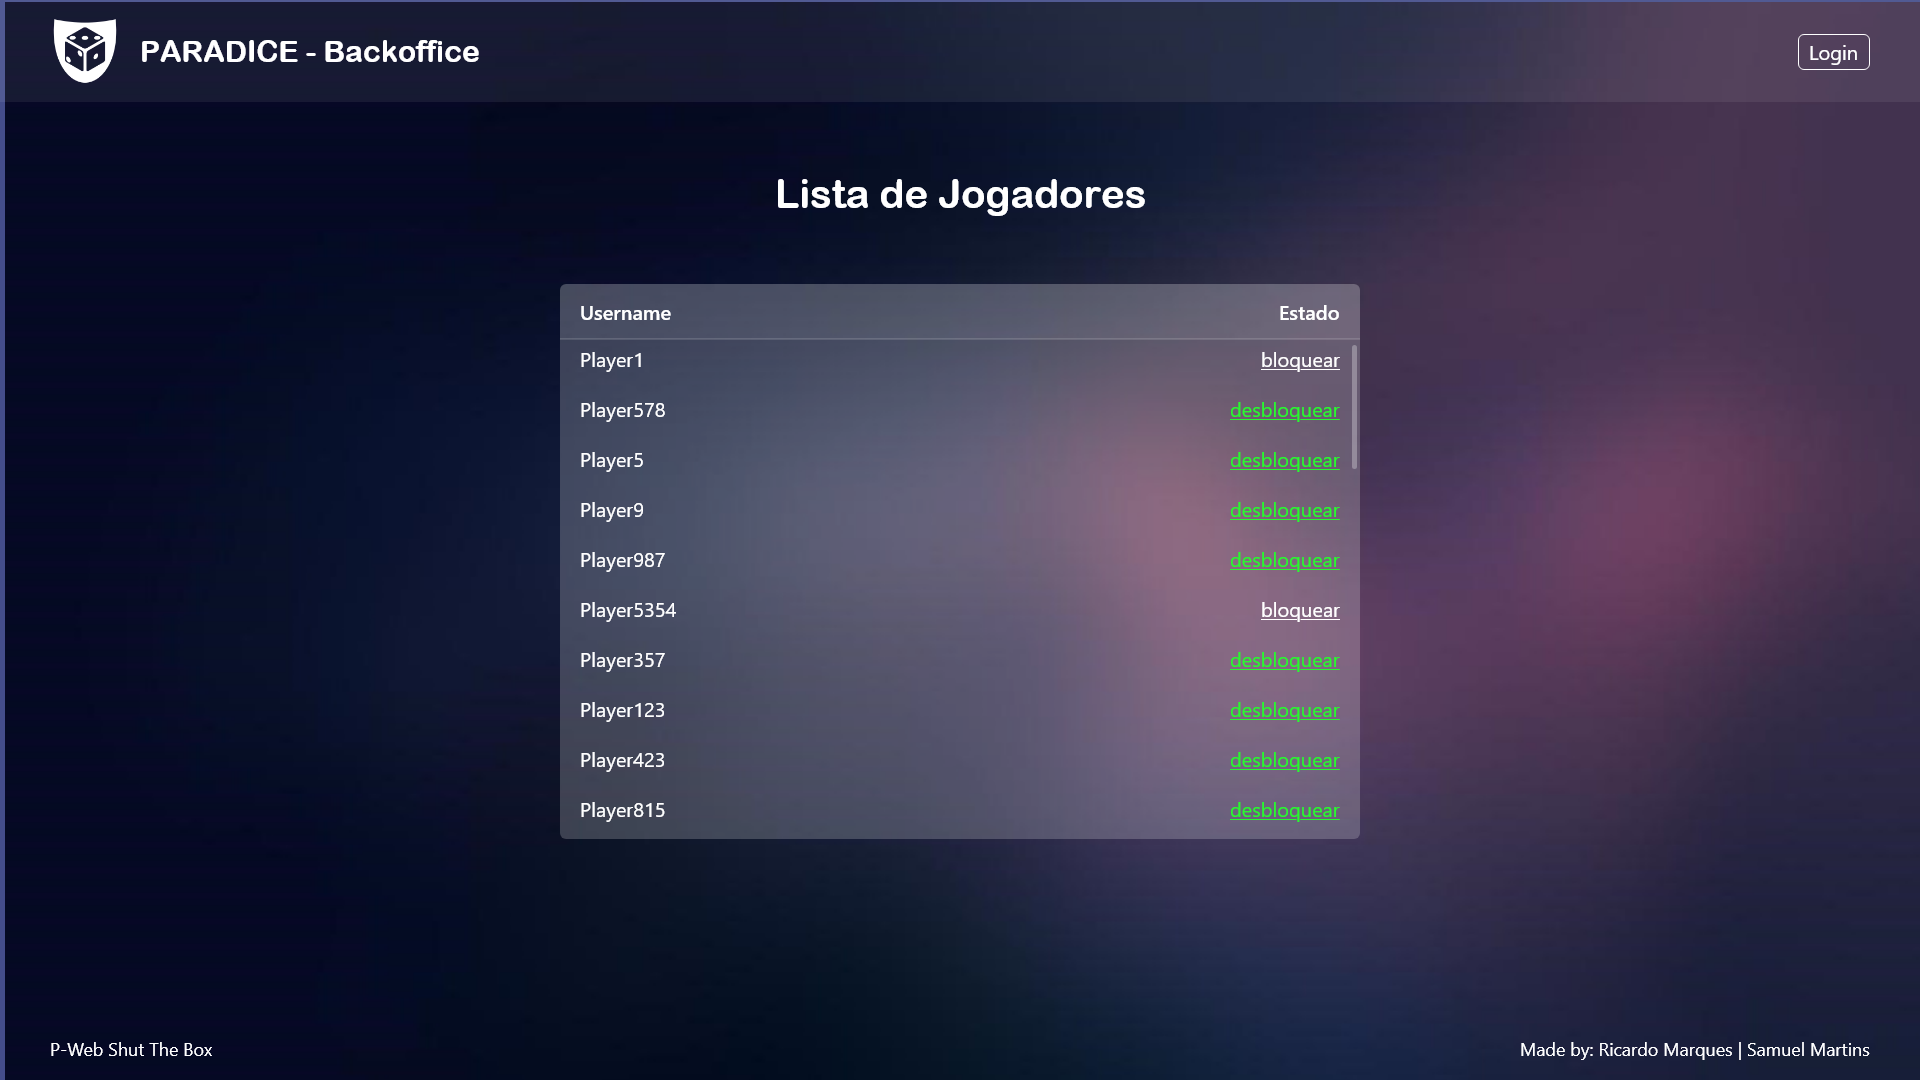 PARADICE - Backoffice
Login
Lista de Jogadores
Username Estado
Player1 bloquear
Player578 desbloquear
Player5 desbloquear
Player9 desbloquear
Player987 desbloquear
Player5354 bloquear
Player357 desbloquear
Player123 desbloquear
Player423 desbloquear
Player815 desbloquear
P-Web Shut The Box
Made by: Ricardo Marques | Samuel Martins